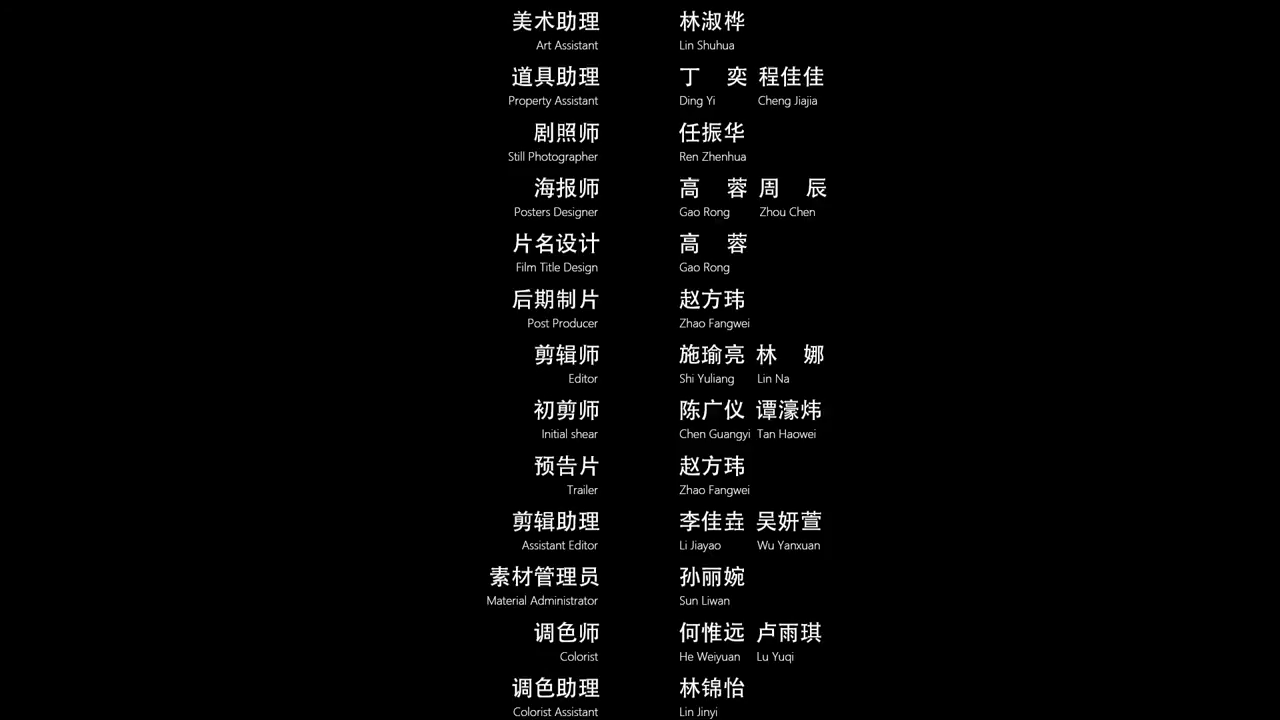 美术助理 林淑桦
Art Assistant Lin Shuhua
道具助理 丁 奕 程佳佳
Property Assistant Ding Yi Cheng Jiajia
剧照师 任振华
Still Photographer Ren Zhenhua
海报师 高 蓉 周 辰
Posters Designer Gao Rong Zhou Chen
片名设计 高 蓉
Film Title Design Gao Rong
后期制片 赵方玮
Post Producer Zhao Fangwei
剪辑师 施瑜亮 林 娜
Editor Shi Yuliang Lin Na
初剪师 陈广仪 谭濠炜
Initial shear Chen Guangyi Tan Haowei
预告片 赵方玮
Trailer Zhao Fangwei
剪辑助理 李佳垚 吴妍萱
Assistant Editor Li Jiayao Wu Yanxuan
素材管理员 孙丽婉
Material Administrator Sun Liwan
调色师 何惟远 卢雨琪
Colorist He Weiyuan Lu Yuqi
调色助理 林锦怡
Colorist Assistant Lin Jinyi